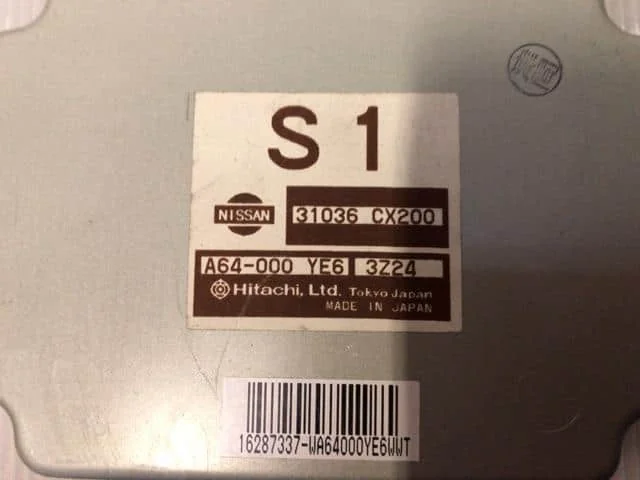 S 1
NISSAN
31036 CX200
A64-000 YE6 3Z24
Hitachi, Ltd. Tokyo Japan
MADE IN JAPAN
16287337-WA64000YE6WWT